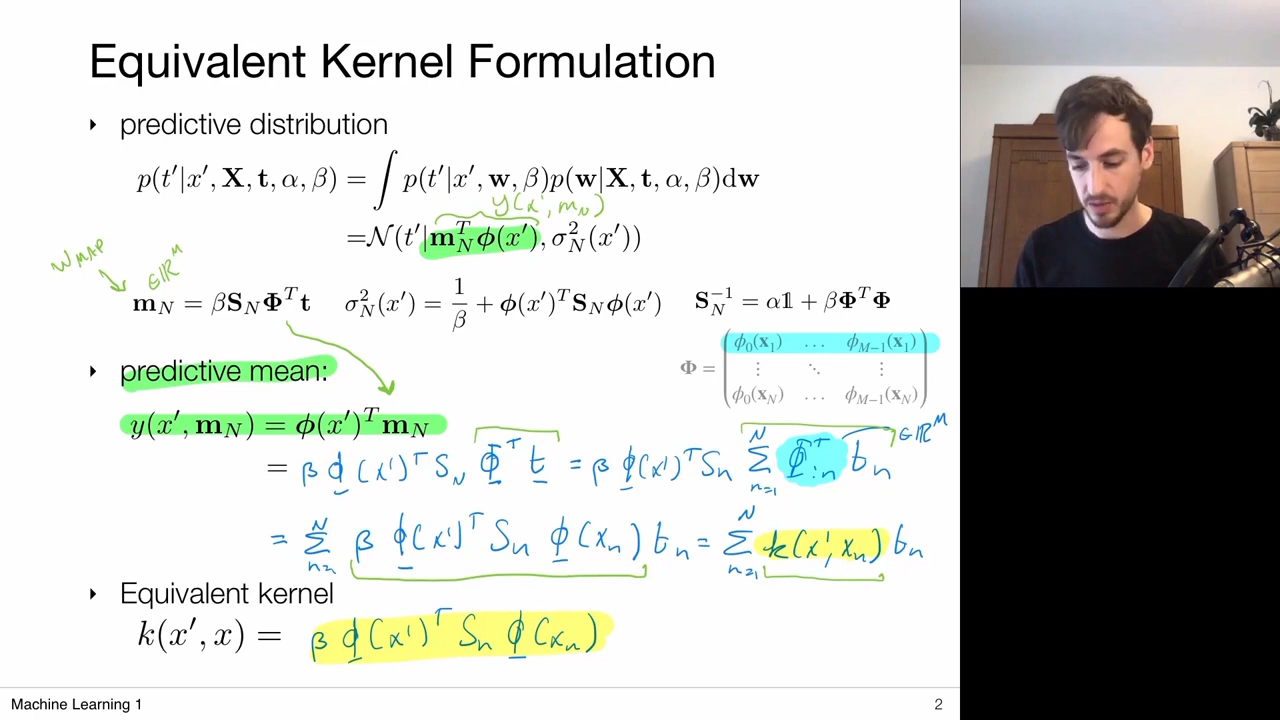 Equivalent Kernel Formulation
‣ predictive distribution
p(t′|x′, X, t, α, β) = ∫ p(t′|x′, w, β)p(w|X, t, α, β)dw
y(x′, m_N)
=N(t′|m_N^T ϕ(x′), σ_N^2(x′))
W_MAP ∈ℝ^M
m_N = βS_NΦ^T t   σ_N^2(x′) = 1/β + ϕ(x′)^T S_N ϕ(x′)   S_N^{-1} = α𝟙 + βΦ^TΦ
‣ predictive mean:
Φ = ( ϕ_0(x_1) … ϕ_{M−1}(x_1)
⋮ ⋱ ⋮
ϕ_0(x_N) … ϕ_{M−1}(x_N) )
y(x′, m_N) = ϕ(x′)^T m_N
∈ℝ^M
= β ϕ(x′)^T S_N Φ^T t = β ϕ(x′)^T S_n Σ_{n=1}^N Φ^T_{:n} t_n
= Σ_{n=}^N β ϕ(x′)^T S_n ϕ(x_n) t_n = Σ_{n=1}^N k(x′, x_n) t_n
‣ Equivalent kernel
k(x′, x) = β ϕ(x′)^T S_n ϕ(x_n)
Machine Learning 1 2